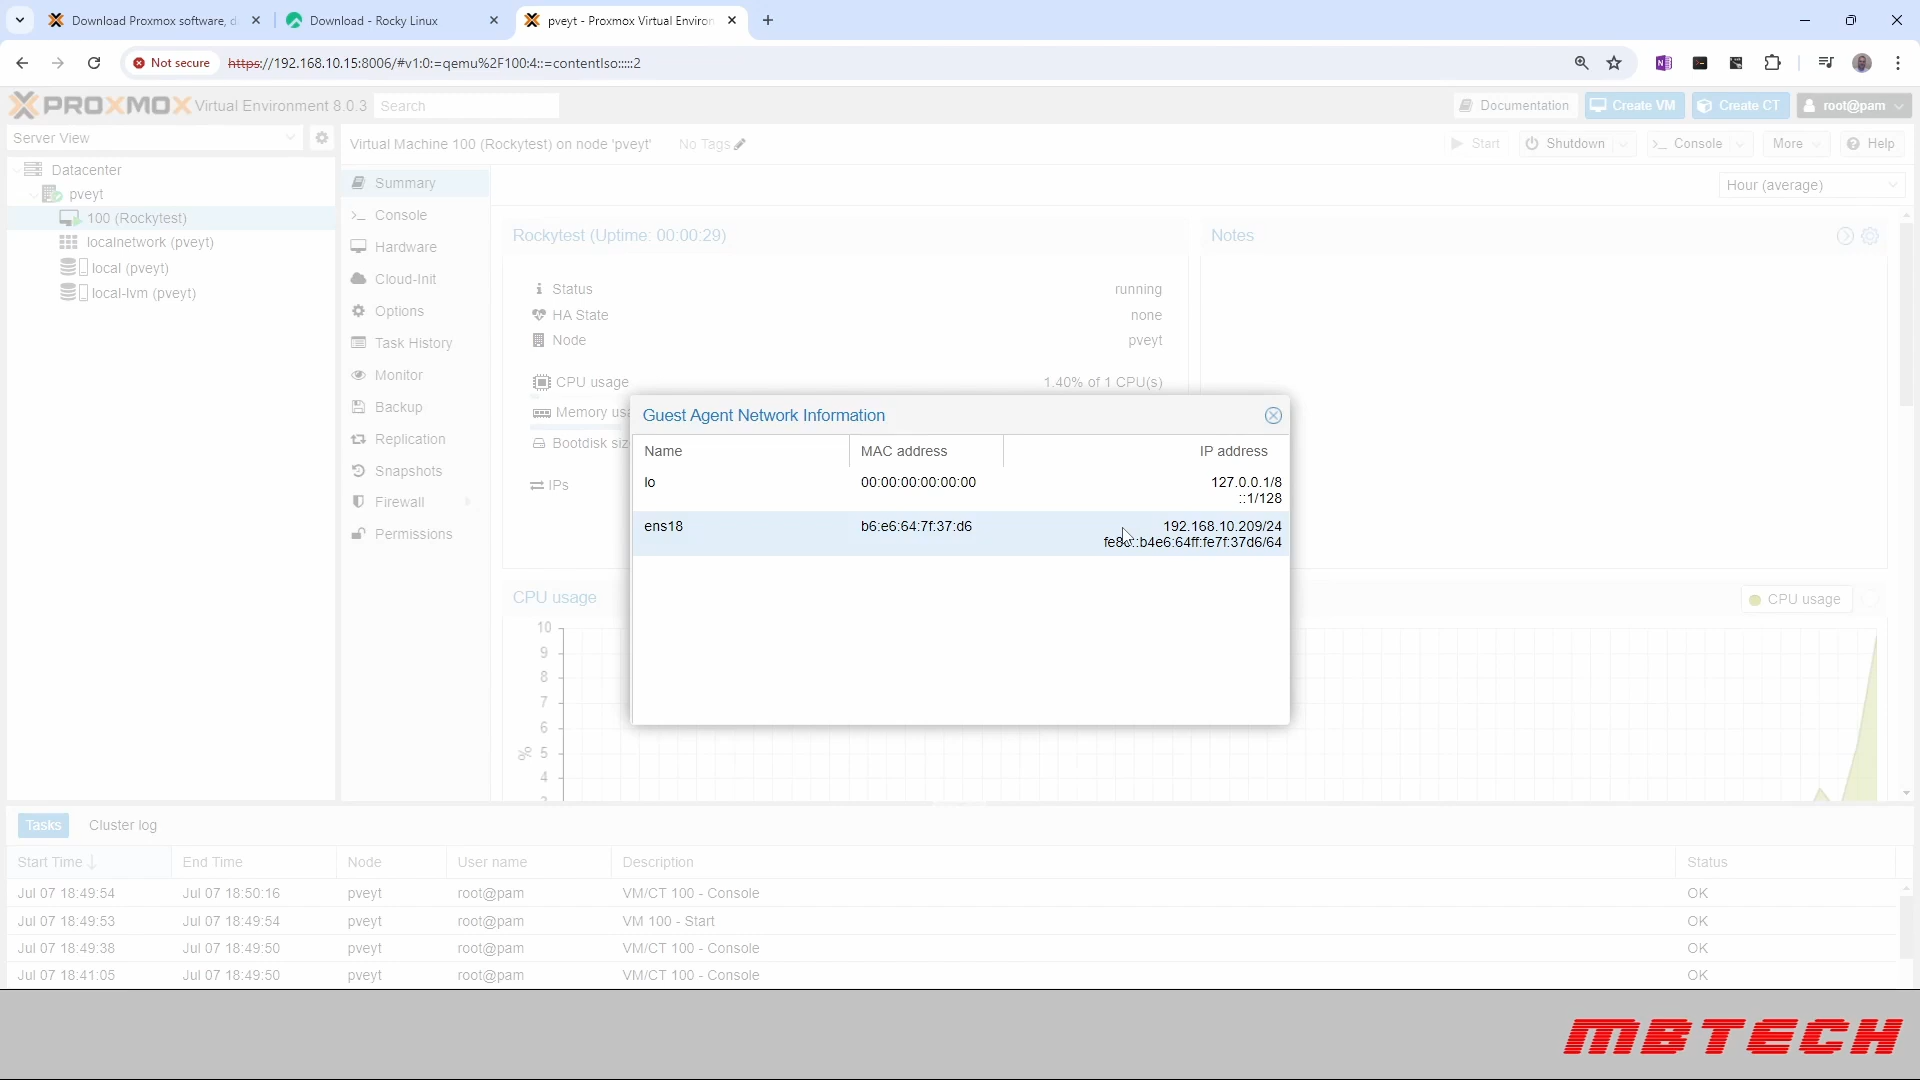 Download Proxmox software, d
Download - Rocky Linux
pveyt - Proxmox Virtual Environ
Not secure
https://192.168.10.15:8006/#v1:0:=qemu%2F100:4::=contentIso:::::2
PROXMOX Virtual Environment 8.0.3
Search
Documentation
Create VM
Create CT
root@pam
Server View
Virtual Machine 100 (Rockytest) on node 'pveyt'
No Tags
Start
Shutdown
Console
More
Help
Datacenter
pveyt
100 (Rockytest)
localnetwork (pveyt)
local (pveyt)
local-lvm (pveyt)
Summary
Console
Hardware
Cloud-Init
Options
Task History
Monitor
Backup
Replication
Snapshots
Firewall
Permissions
Hour (average)
Rockytest (Uptime: 00:00:29)
Notes
Status running
HA State none
Node pveyt
CPU usage 1.40% of 1 CPU(s)
Memory usa
Bootdisk siz
IPs
Guest Agent Network Information
Name MAC address IP address
lo 00:00:00:00:00:00 127.0.0.1/8
::1/128
ens18 b6:e6:64:7f:37:d6 192.168.10.209/24
::b4e6:64ff:fe7f:37d6/64
CPU usage
CPU usage
10
9
8
7
6
5
4
%
Tasks
Cluster log
Start Time End Time Node User name Description Status
Jul 07 18:49:54 Jul 07 18:50:16 pveyt root@pam VM/CT 100 - Console OK
Jul 07 18:49:53 Jul 07 18:49:54 pveyt root@pam VM 100 - Start OK
Jul 07 18:49:38 Jul 07 18:49:50 pveyt root@pam VM/CT 100 - Console OK
Jul 07 18:41:05 Jul 07 18:49:50 pveyt root@pam VM/CT 100 - Console OK
MBTECH